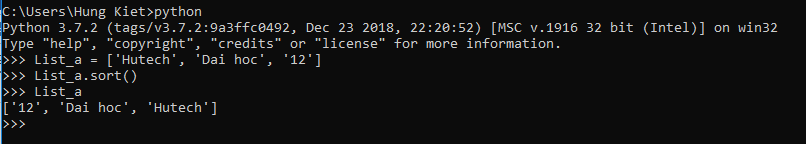 C:\Users\Hung Kiet>python
Python 3.7.2 (tags/v3.7.2:9a3ffc0492, Dec 23 2018, 22:20:52) [MSC v.1916 32 bit (Intel)] on win32
Type "help", "copyright", "credits" or "license" for more information.
>>> List_a = ['Hutech', 'Dai hoc', '12']
>>> List_a.sort()
>>> List_a
['12', 'Dai hoc', 'Hutech']
>>>